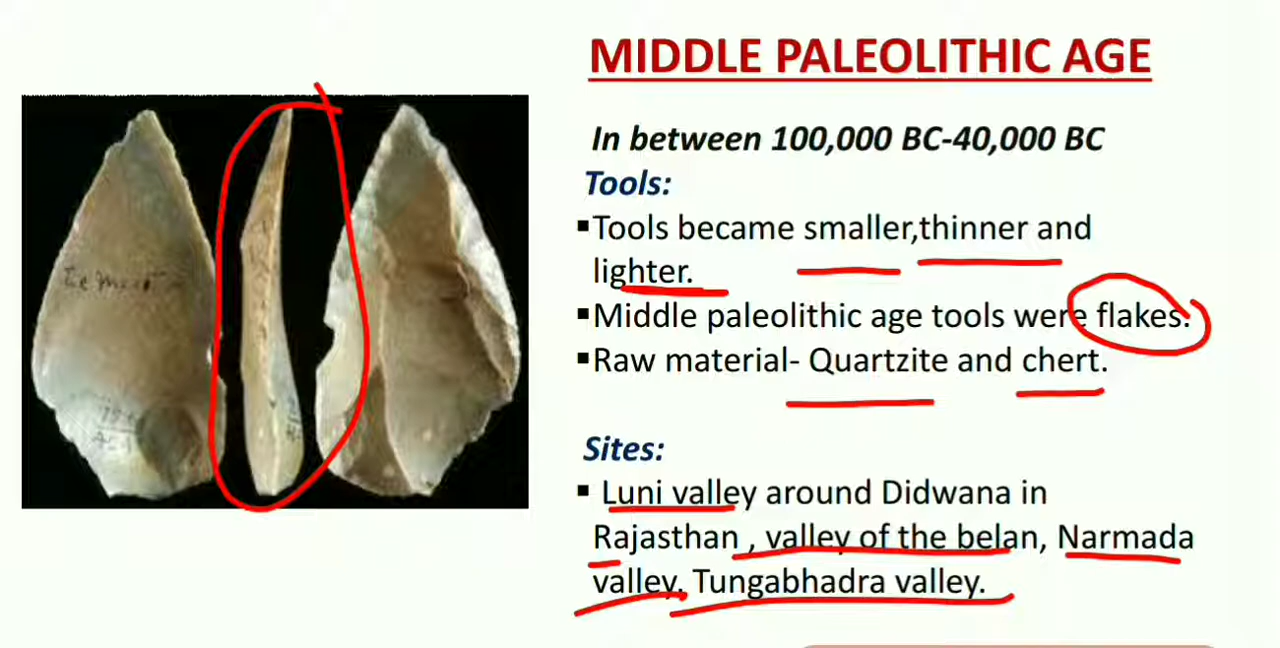 MIDDLE PALEOLITHIC AGE
In between 100,000 BC-40,000 BC
Tools:
▪Tools became smaller,thinner and
lighter.
▪Middle paleolithic age tools were flakes.
▪Raw material- Quartzite and chert.
Sites:
▪ Luni valley around Didwana in
Rajasthan , valley of the belan, Narmada
valley, Tungabhadra valley.